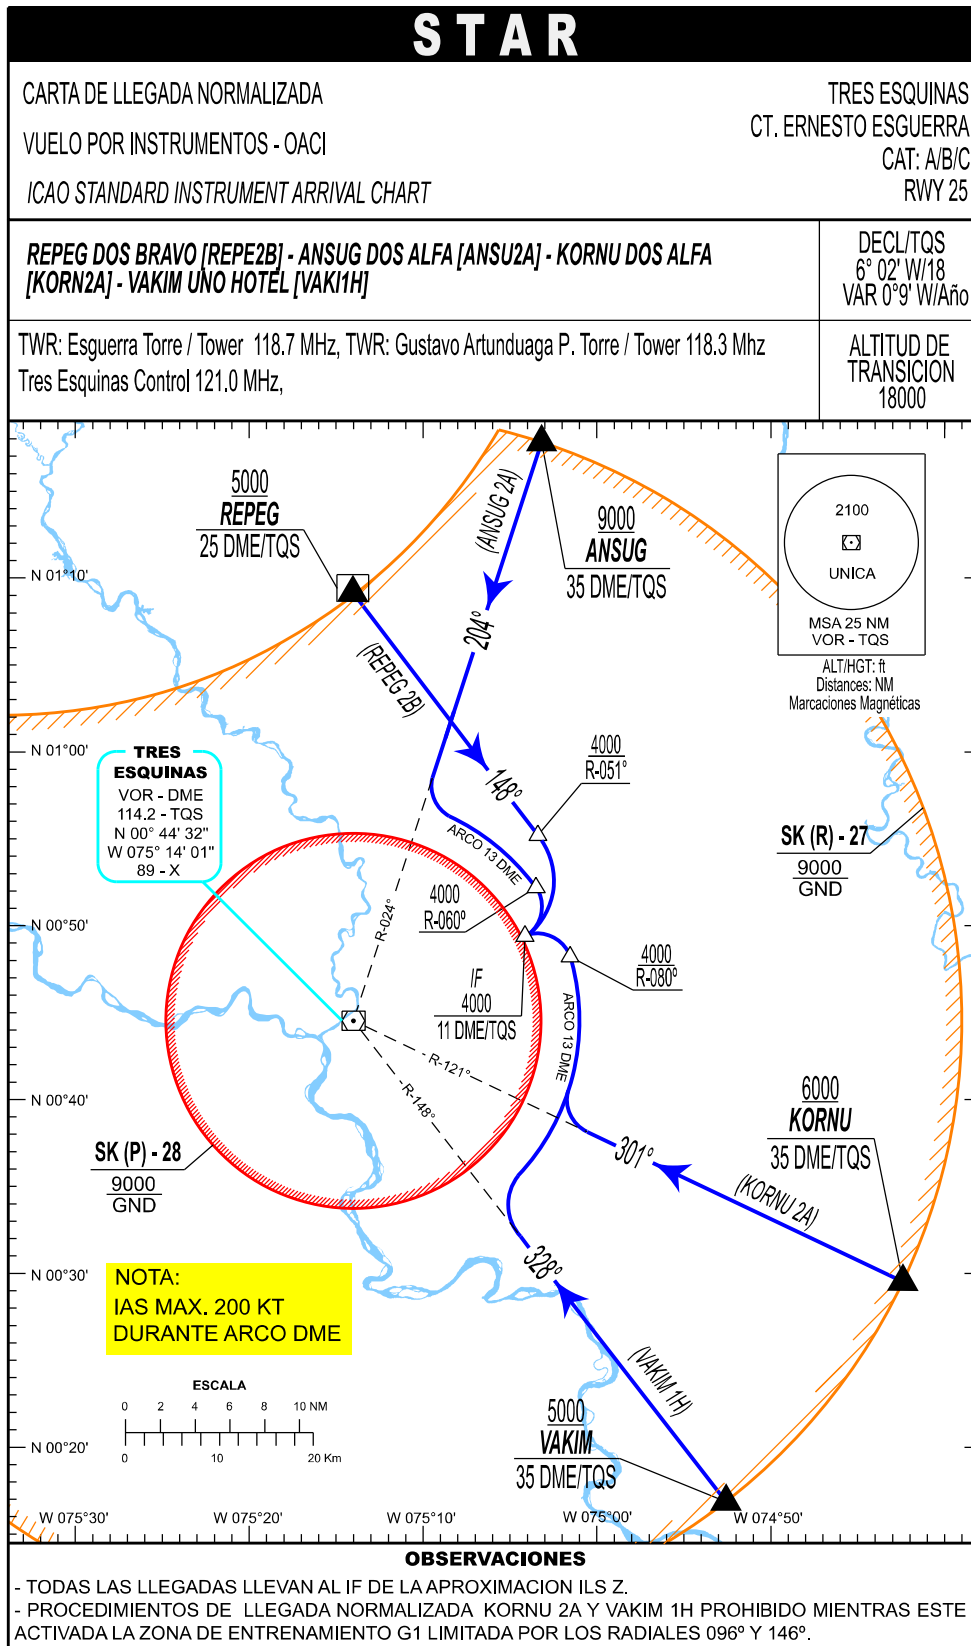 STAR
CARTA DE LLEGADA NORMALIZADA
VUELO POR INSTRUMENTOS - OACI
ICAO STANDARD INSTRUMENT ARRIVAL CHART
TRES ESQUINAS
CT. ERNESTO ESGUERRA
CAT: A/B/C
RWY 25
REPEG DOS BRAVO [REPE2B] - ANSUG DOS ALFA [ANSU2A] - KORNU DOS ALFA
[KORN2A] - VAKIM UNO HOTEL [VAKI1H]
DECL/TQS
6° 02' W/18
VAR 0°9' W/Año
TWR: Esguerra Torre / Tower 118.7 MHz, TWR: Gustavo Artunduaga P. Torre / Tower 118.3 Mhz
Tres Esquinas Control 121.0 MHz,
ALTITUD DE
TRANSICION
18000
5000
REPEG
25 DME/TQS
(ANSUG 2A)
9000
ANSUG
35 DME/TQS
2100
UNICA
MSA 25 NM
VOR - TQS
ALT/HGT: ft
Distances: NM
Marcaciones Magnéticas
N 01°10'
204°
(REPEG 2B)
N 01°00'
TRES
ESQUINAS
VOR - DME
114.2 - TQS
N 00° 44' 32"
W 075° 14' 01"
89 - X
4000
R-051°
148°
ARCO 13 DME
SK (R) - 27
9000
GND
4000
R-060°
R-024°
N 00°50'
4000
R-080°
IF
4000
11 DME/TQS
ARCO 13 DME
R-121°
R-148°
N 00°40'
6000
KORNU
35 DME/TQS
301°
(KORNU 2A)
SK (P) - 28
9000
GND
328°
N 00°30'
NOTA:
IAS MAX. 200 KT
DURANTE ARCO DME
(VAKIM 1H)
ESCALA
0 2 4 6 8 10 NM
0 10 20 Km
5000
VAKIM
35 DME/TQS
N 00°20'
W 075°30' W 075°20' W 075°10' W 075°00' W 074°50'
OBSERVACIONES
- TODAS LAS LLEGADAS LLEVAN AL IF DE LA APROXIMACION ILS Z.
- PROCEDIMIENTOS DE LLEGADA NORMALIZADA KORNU 2A Y VAKIM 1H PROHIBIDO MIENTRAS ESTE
ACTIVADA LA ZONA DE ENTRENAMIENTO G1 LIMITADA POR LOS RADIALES 096º Y 146º.